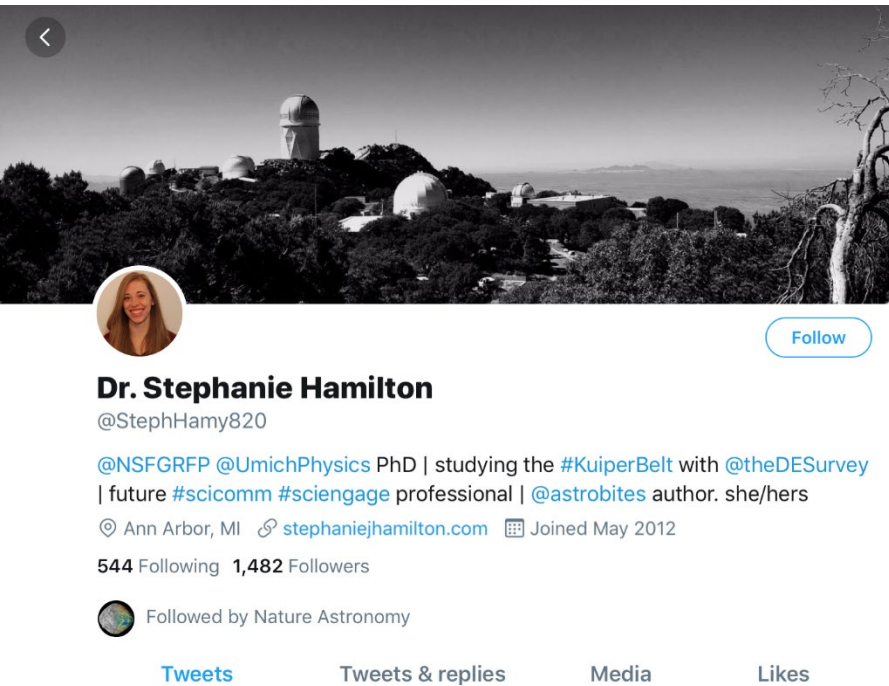 Follow
Dr. Stephanie Hamilton
@StephHamy820
@NSFGRFP @UmichPhysics PhD | studying the #KuiperBelt with @theDESurvey
| future #scicomm #sciengage professional | @astrobites author. she/hers
Ann Arbor, MI stephaniejhamilton.com Joined May 2012
544 Following 1,482 Followers
Followed by Nature Astronomy
Tweets Tweets & replies Media Likes